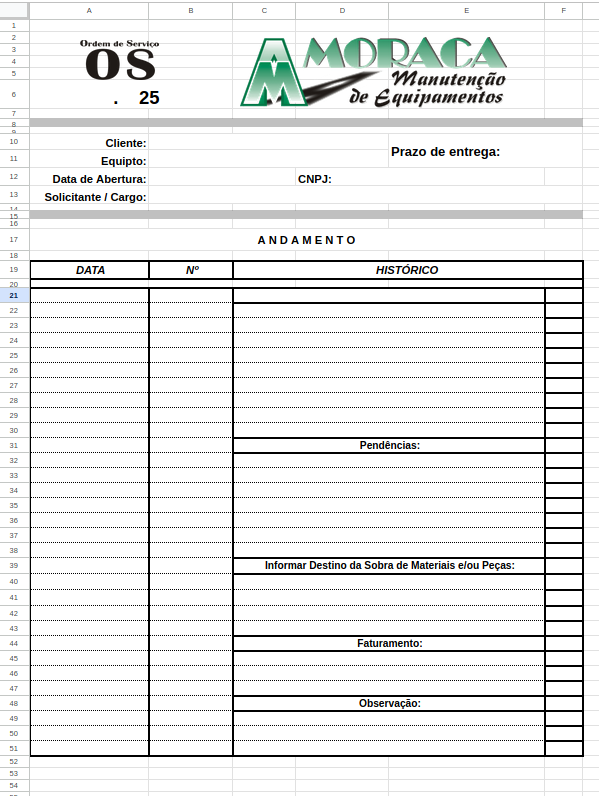 A B C D E F
1
2
3
4
5
6
7
8
9
10
11
12
13
14
15
16
17
18
19
20
21
22
23
24
25
26
27
28
29
30
31
32
33
34
35
36
37
38
39
40
41
42
43
44
45
46
47
48
49
50
51
52
53
54
Ordem de Serviço
OS
. 25
MORAÇA
M
Manutenção
de Equipamentos
Cliente:
Equipto:
Prazo de entrega:
Data de Abertura:
CNPJ:
Solicitante / Cargo:
ANDAMENTO
DATA Nº HISTÓRICO
Pendências:
Informar Destino da Sobra de Materiais e/ou Peças:
Faturamento:
Observação: